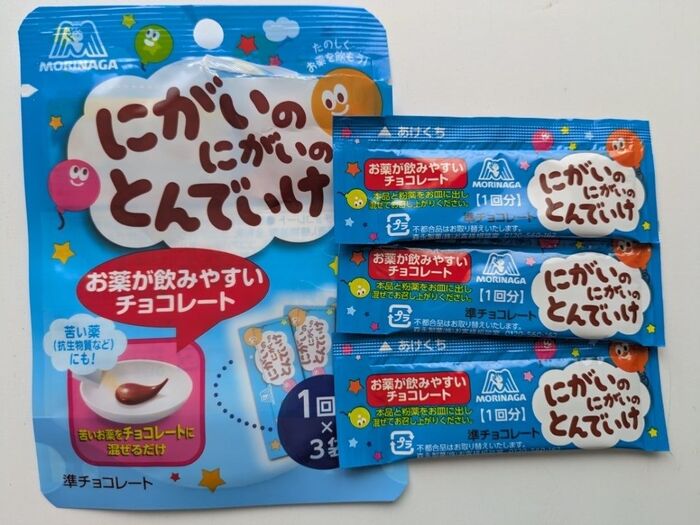 MORINAGA
たのしく
お薬を飲もう!
にがいの
にがいの
とんでいけ
お薬が飲みやすい
チョコレート
苦い薬
(抗生物質など)
にも!
苦いお薬をチョコレートに
混ぜるだけ
1回
×
3袋
準チョコレート
あけくち
お薬が飲みやすい
チョコレート
本品と粉薬をお皿に出し
混ぜてお召し上がりください。
プラ
MORINAGA
【1回分】
準チョコレート
不都合品はお取り替えいたします。
にがいの
にがいの
とんでいけ
お薬が飲みやすい
チョコレート
本品と粉薬をお皿に出し
混ぜてお召し上がりください。
プラ
MORINAGA
【1回分】
準チョコレート
不都合品はお取り替えいたします。
にがいの
にがいの
とんでいけ
あけくち
お薬が飲みやすい
チョコレート
本品と粉薬をお皿に出し
混ぜてお召し上がりください。
プラ
MORINAGA
【1回分】
準チョコレート
不都合品はお取り替えいたします。
にがいの
にがいの
とんでいけ